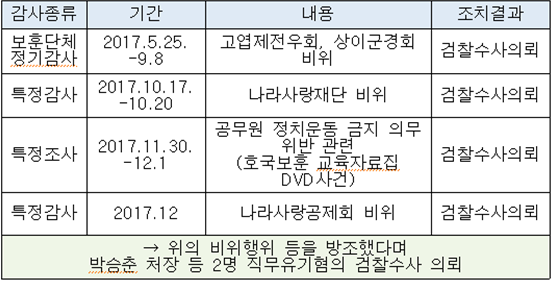 감사종류 기간 내용 조치결과
보훈단체 정기감사 2017.5.25.-9.8 고엽제전우회, 상이군경회 비위 검찰수사의뢰
특정감사 2017.10.17.-10.20 나라사랑재단 비위 검찰수사의뢰
특정조사 2017.11.30.-12.1 공무원 정치운동 금지 의무 위반 관련 (호국보훈 교육자료집 DVD사건) 검찰수사의뢰
특정감사 2017.12 나라사랑공제회 비위 검찰수사의뢰
→ 위의 비위행위 등을 방조했다며
박승춘 처장 등 2명 직무유기혐의 검찰수사 의뢰